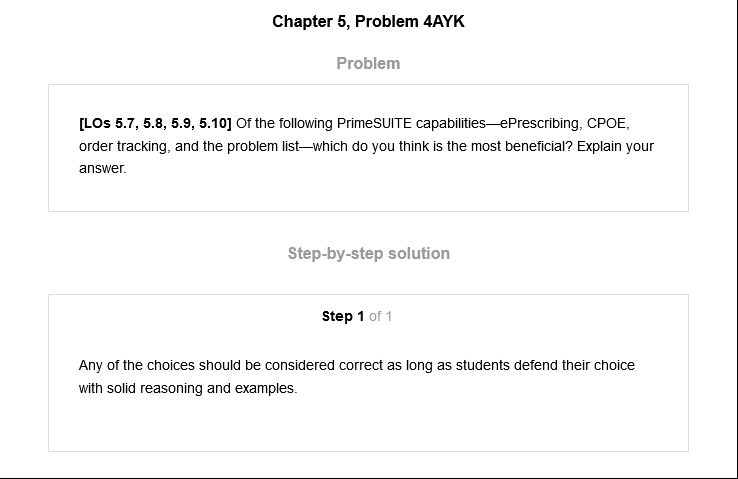 Chapter 5, Problem 4AYK
Problem
[LOs 5.7, 5.8, 5.9, 5.10] Of the following PrimeSUITE capabilities—ePrescribing, CPOE,
order tracking, and the problem list—which do you think is the most beneficial? Explain your
answer.
Step-by-step solution
Step 1 of 1
Any of the choices should be considered correct as long as students defend their choice
with solid reasoning and examples.